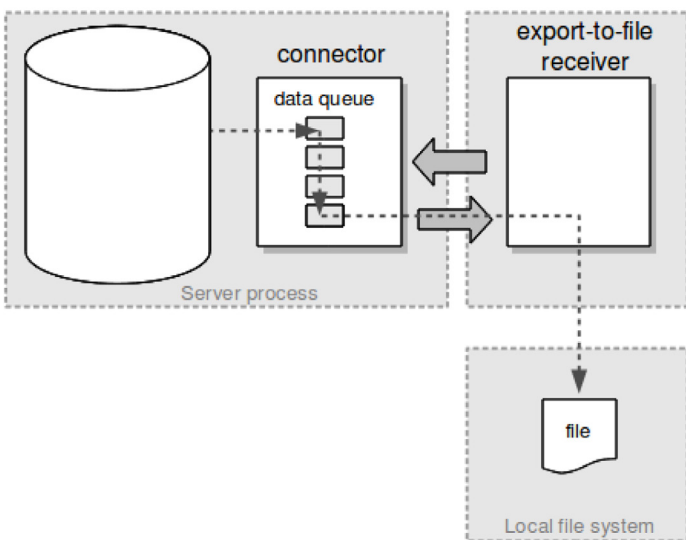 connector
data queue
Server process
export-to-file
receiver
file
Local file system